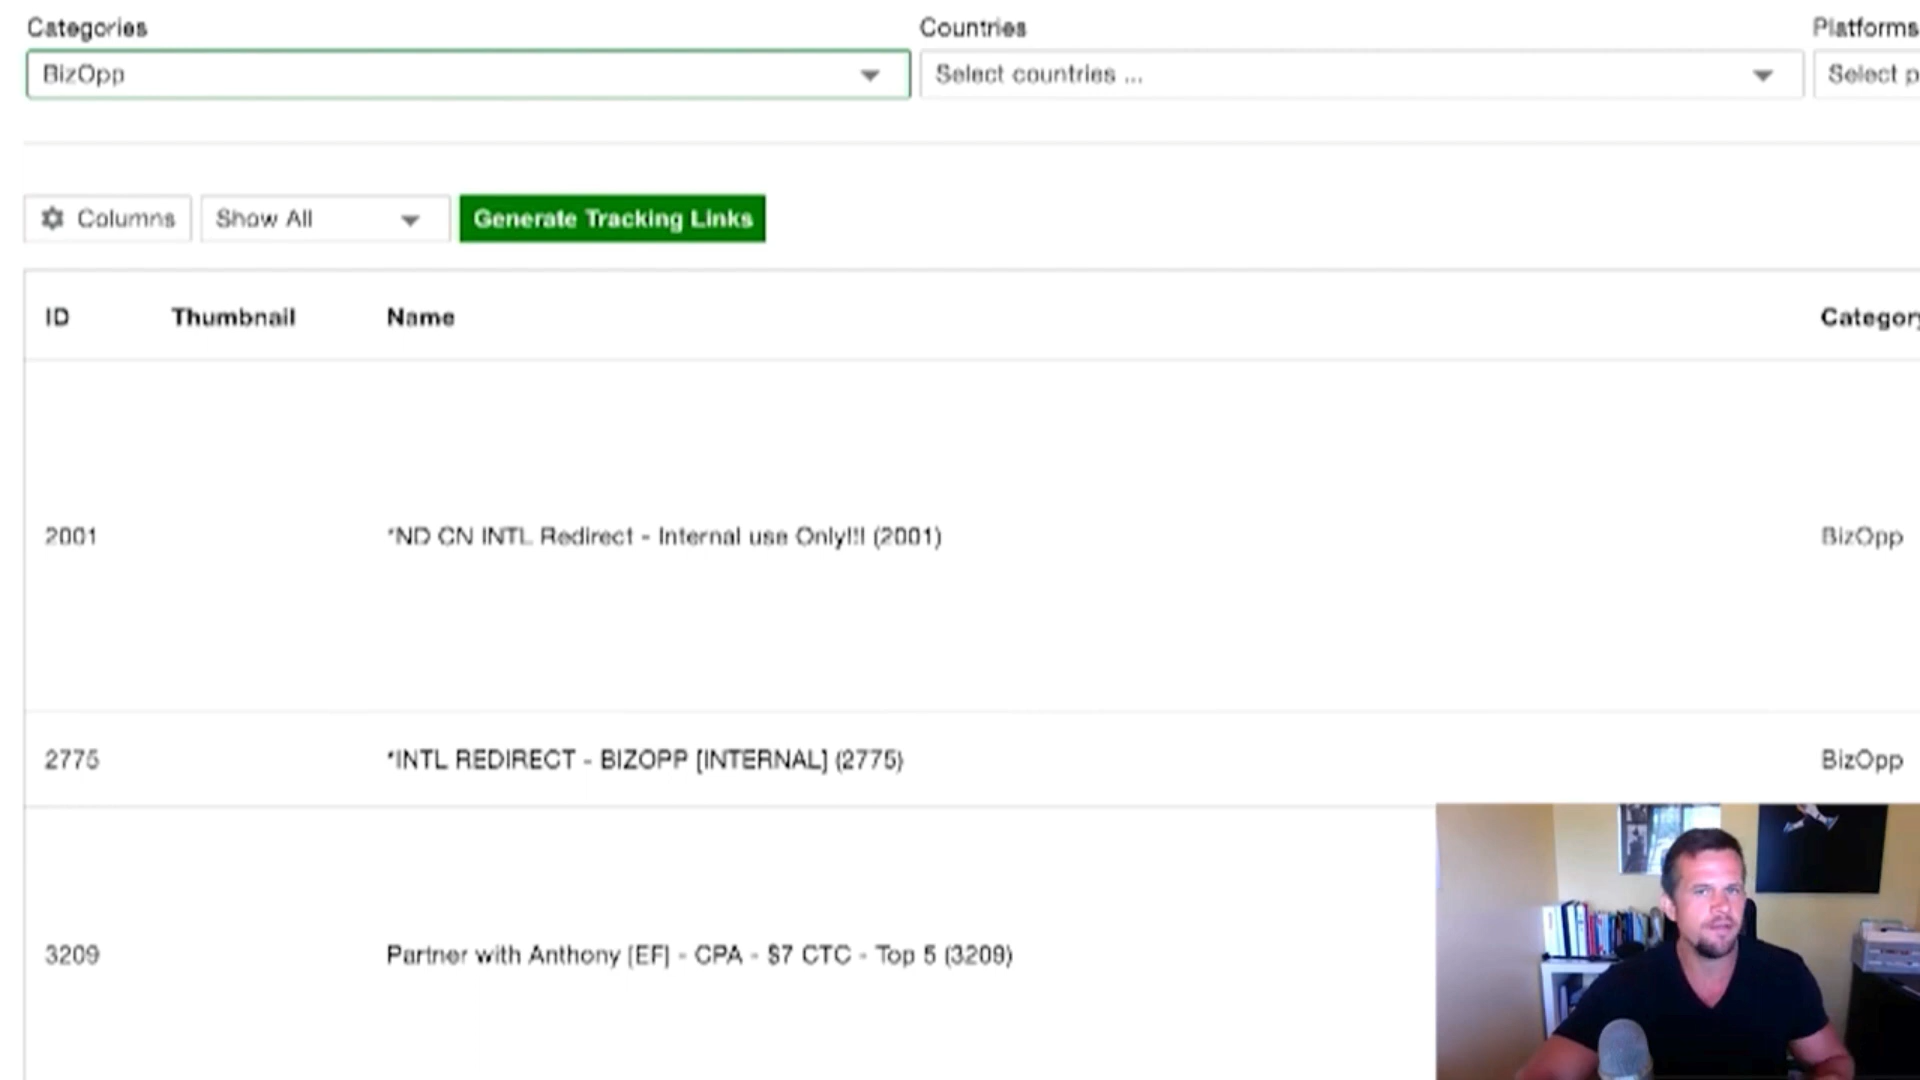 Categories Countries Platforms
BizOpp Select countries ... Select p
Columns Show All Generate Tracking Links
ID Thumbnail Name Category
2001 *ND CN INTL Redirect - Internal use Only!!! (2001) BizOpp
2775 *INTL REDIRECT - BIZOPP [INTERNAL] (2775) BizOpp
3209 Partner with Anthony [EF] - CPA - $7 CTC - Top 5 (3209)